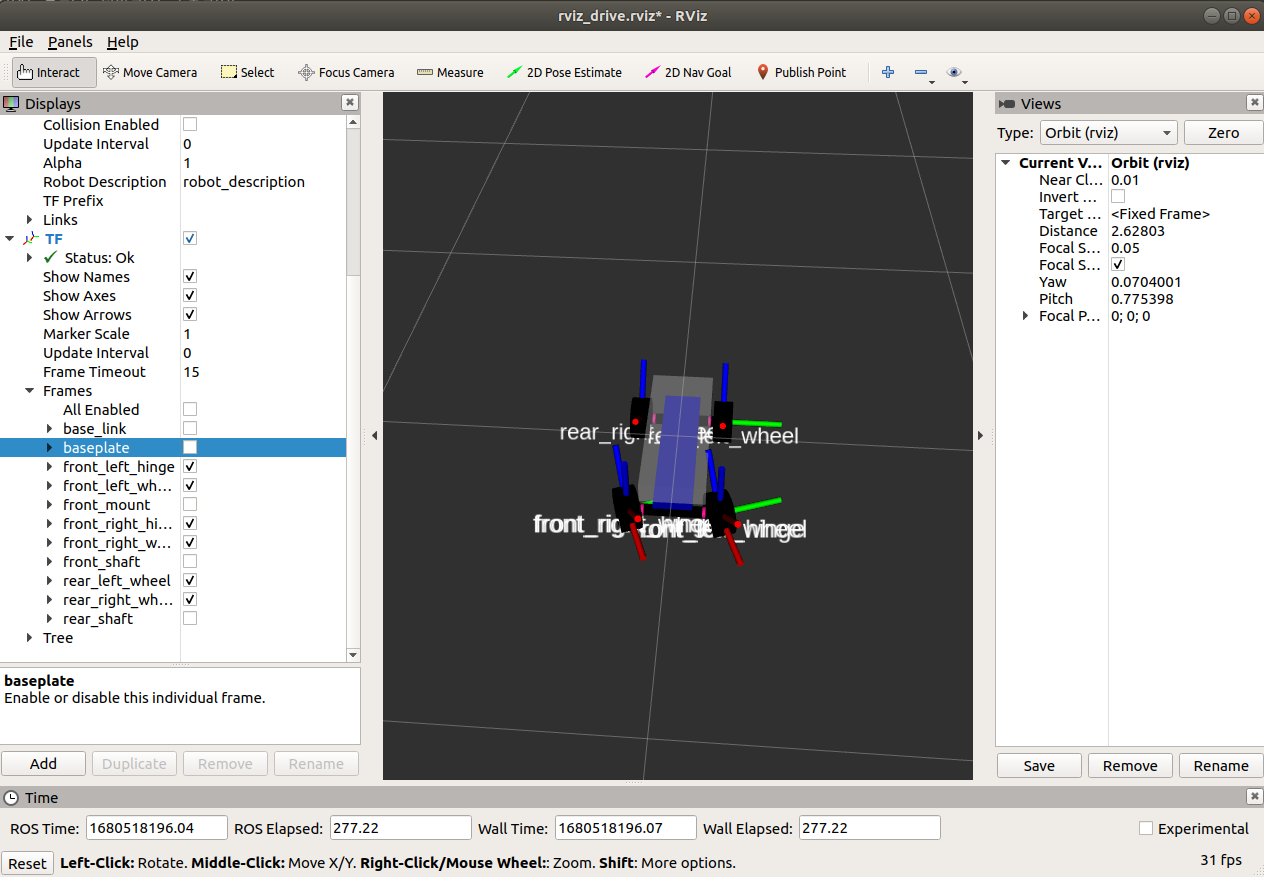 rviz_drive.rviz* - RViz
File Panels Help
Interact Move Camera Select Focus Camera Measure 2D Pose Estimate 2D Nav Goal Publish Point
Displays
Collision Enabled
Update Interval 0
Alpha 1
Robot Description robot_description
TF Prefix
Links
TF
Status: Ok
Show Names
Show Axes
Show Arrows
Marker Scale 1
Update Interval 0
Frame Timeout 15
Frames
All Enabled
base_link
baseplate
front_left_hinge
front_left_wh...
front_mount
front_right_hi...
front_right_w...
front_shaft
rear_left_wheel
rear_right_wh...
rear_shaft
Tree
baseplate
Enable or disable this individual frame.
Add Duplicate Remove Rename
Views
Type: Orbit (rviz) Zero
Current V... Orbit (rviz)
Near Cl... 0.01
Invert ...
Target ... <Fixed Frame>
Distance 2.62803
Focal S... 0.05
Focal S...
Yaw 0.0704001
Pitch 0.775398
Focal P... 0; 0; 0
Save Remove Rename
Time
ROS Time: 1680518196.04 ROS Elapsed: 277.22 Wall Time: 1680518196.07 Wall Elapsed: 277.22 Experimental
Reset Left-Click: Rotate. Middle-Click: Move X/Y. Right-Click/Mouse Wheel:: Zoom. Shift: More options. 31 fps